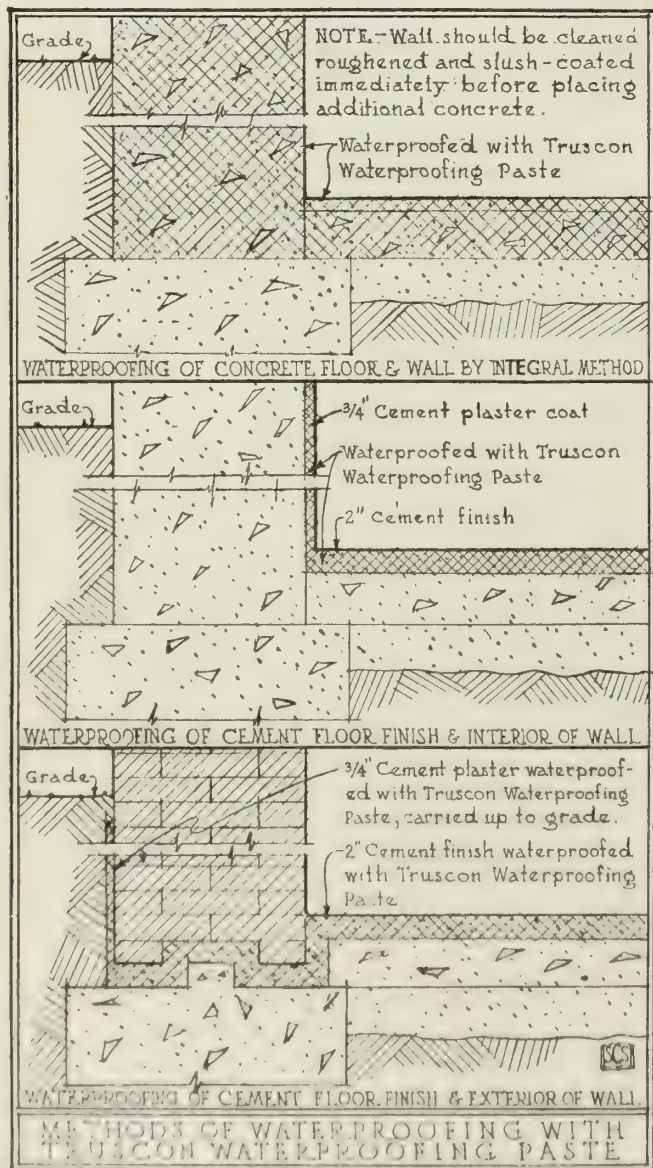 Grade
NOTE.-Wall should be cleaned
roughened and slush-coated
immediately before placing
additional concrete.
Waterproofed with Truscon
Waterproofing Paste
WATERPROOFING OF CONCRETE FLOOR & WALL BY INTEGRAL METHOD
Grade
3/4" Cement plaster coat
Waterproofed with Truscon
Waterproofing Paste
2" Cement finish
WATERPROOFING OF CEMENT FLOOR FINISH & INTERIOR OF WALL
Grade
3/4" Cement plaster waterproof-
ed with Truscon Waterproofing
Paste, carried up to grade.
2" Cement finish waterproofed
with Truscon Waterproofing
Paste
SCS
WATERPROOFING OF CEMENT FLOOR FINISH & EXTERIOR OF WALL
METHODS OF WATERPROOFING WITH
TRUSCON WATERPROOFING PASTE